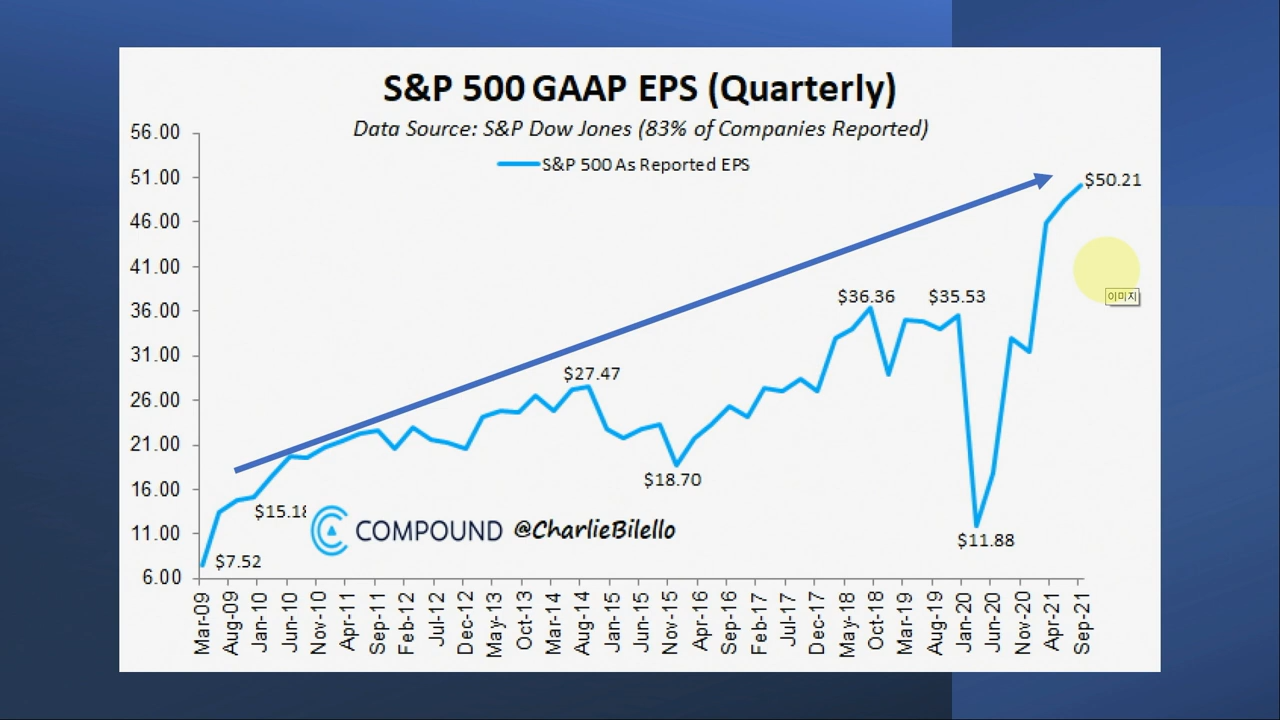 S&P 500 GAAP EPS (Quarterly)
Data Source: S&P Dow Jones (83% of Companies Reported)
S&P 500 As Reported EPS
56.00
51.00
46.00
41.00
36.00
31.00
26.00
21.00
16.00
11.00
6.00
$7.52
$15.18
$27.47
$18.70
$36.36
$35.53
$11.88
$50.21
이미지
COMPOUND @CharlieBilello
Mar-09
Aug-09
Jan-10
Jun-10
Nov-10
Apr-11
Sep-11
Feb-12
Jul-12
Dec-12
May-13
Oct-13
Mar-14
Aug-14
Jan-15
Jun-15
Nov-15
Apr-16
Sep-16
Feb-17
Jul-17
Dec-17
May-18
Oct-18
Mar-19
Aug-19
Jan-20
Jun-20
Nov-20
Apr-21
Sep-21